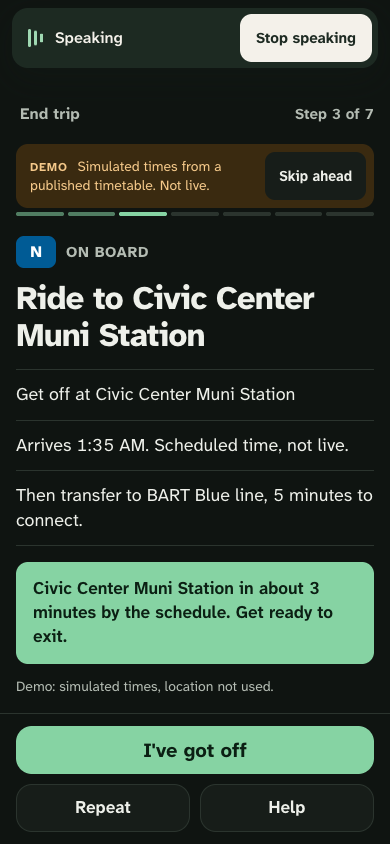 Speaking
Stop speaking
End trip
Step 3 of 7
DEMO Simulated times from a
published timetable. Not live.
Skip ahead
N ON BOARD
Ride to Civic Center
Muni Station
Get off at Civic Center Muni Station
Arrives 1:35 AM. Scheduled time, not live.
Then transfer to BART Blue line, 5 minutes to
connect.
Civic Center Muni Station in about 3
minutes by the schedule. Get ready to
exit.
Demo: simulated times, location not used.
I've got off
Repeat
Help